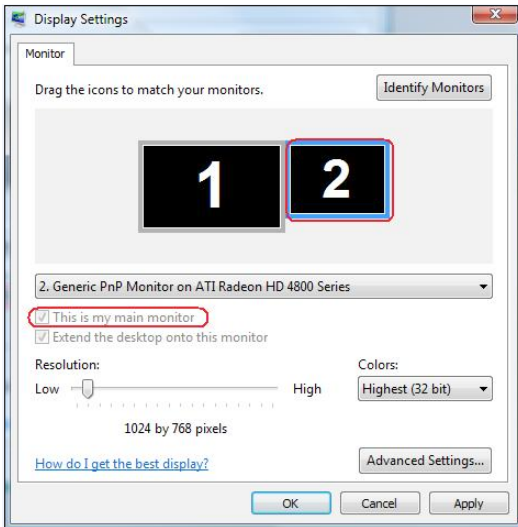 Display Settings
Monitor
Drag the icons to match your monitors.
Identify Monitors
1
2
2. Generic PnP Monitor on ATI Radeon HD 4800 Series
This is my main monitor
Extend the desktop onto this monitor
Resolution:
Colors:
Low
High
Highest (32 bit)
1024 by 768 pixels
How do I get the best display?
Advanced Settings...
OK
Cancel
Apply